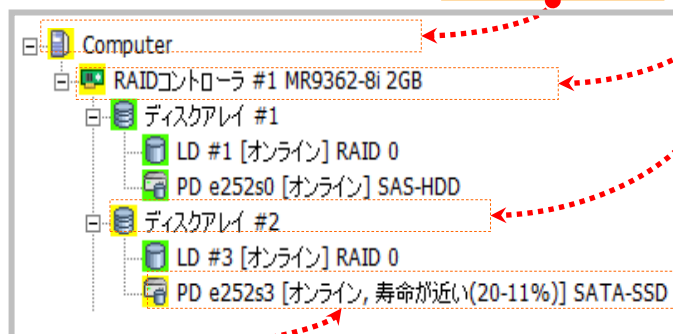 Computer
RAIDコントローラ #1 MR9362-8i 2GB
ディスクアレイ #1
LD #1 [オンライン] RAID 0
PD e252s0 [オンライン] SAS-HDD
ディスクアレイ #2
LD #3 [オンライン] RAID 0
PD e252s3 [オンライン, 寿命が近い(20-11%)] SATA-SSD